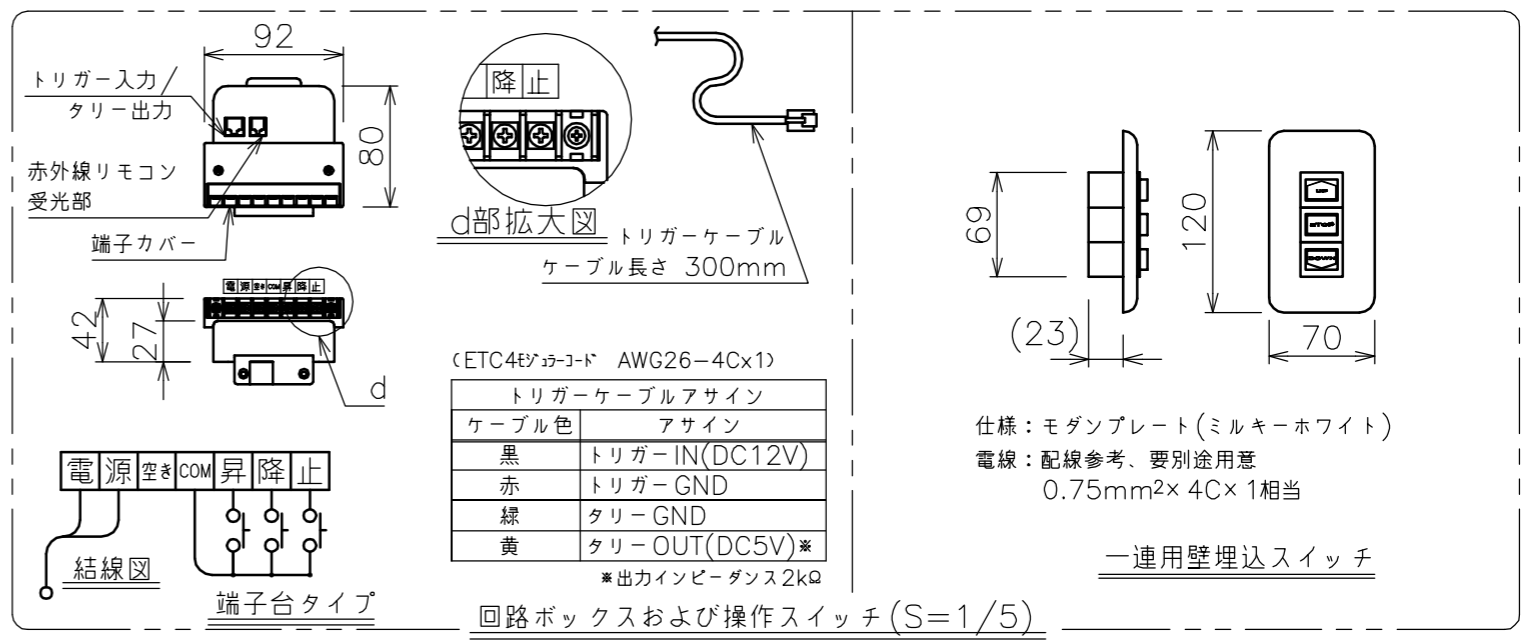 92
トリガー入力/
タリー出力
80
赤外線リモコン
受光部
端子カバー
電源空きCOM昇降止
42
27
d
降止
d部拡大図
トリガーケーブル
ケーブル長さ 300mm
電源空きCOM昇降止
結線図
端子台タイプ
(ETC4ﾓｼﾞｭﾗｰｺｰﾄﾞ AWG26-4Cx1)
トリガーケーブルアサイン
ケーブル色 アサイン
黒 トリガーIN(DC12V)
赤 トリガーGND
緑 タリーGND
黄 タリーOUT(DC5V)※
※出力インピーダンス2kΩ
69
(23)
120
70
UP
STOP
DOWN
仕様：モダンプレート(ミルキーホワイト)
電線：配線参考、要別途用意
0.75mm²×4C×1相当
一連用壁埋込スイッチ
回路ボックスおよび操作スイッチ(S=1/5)